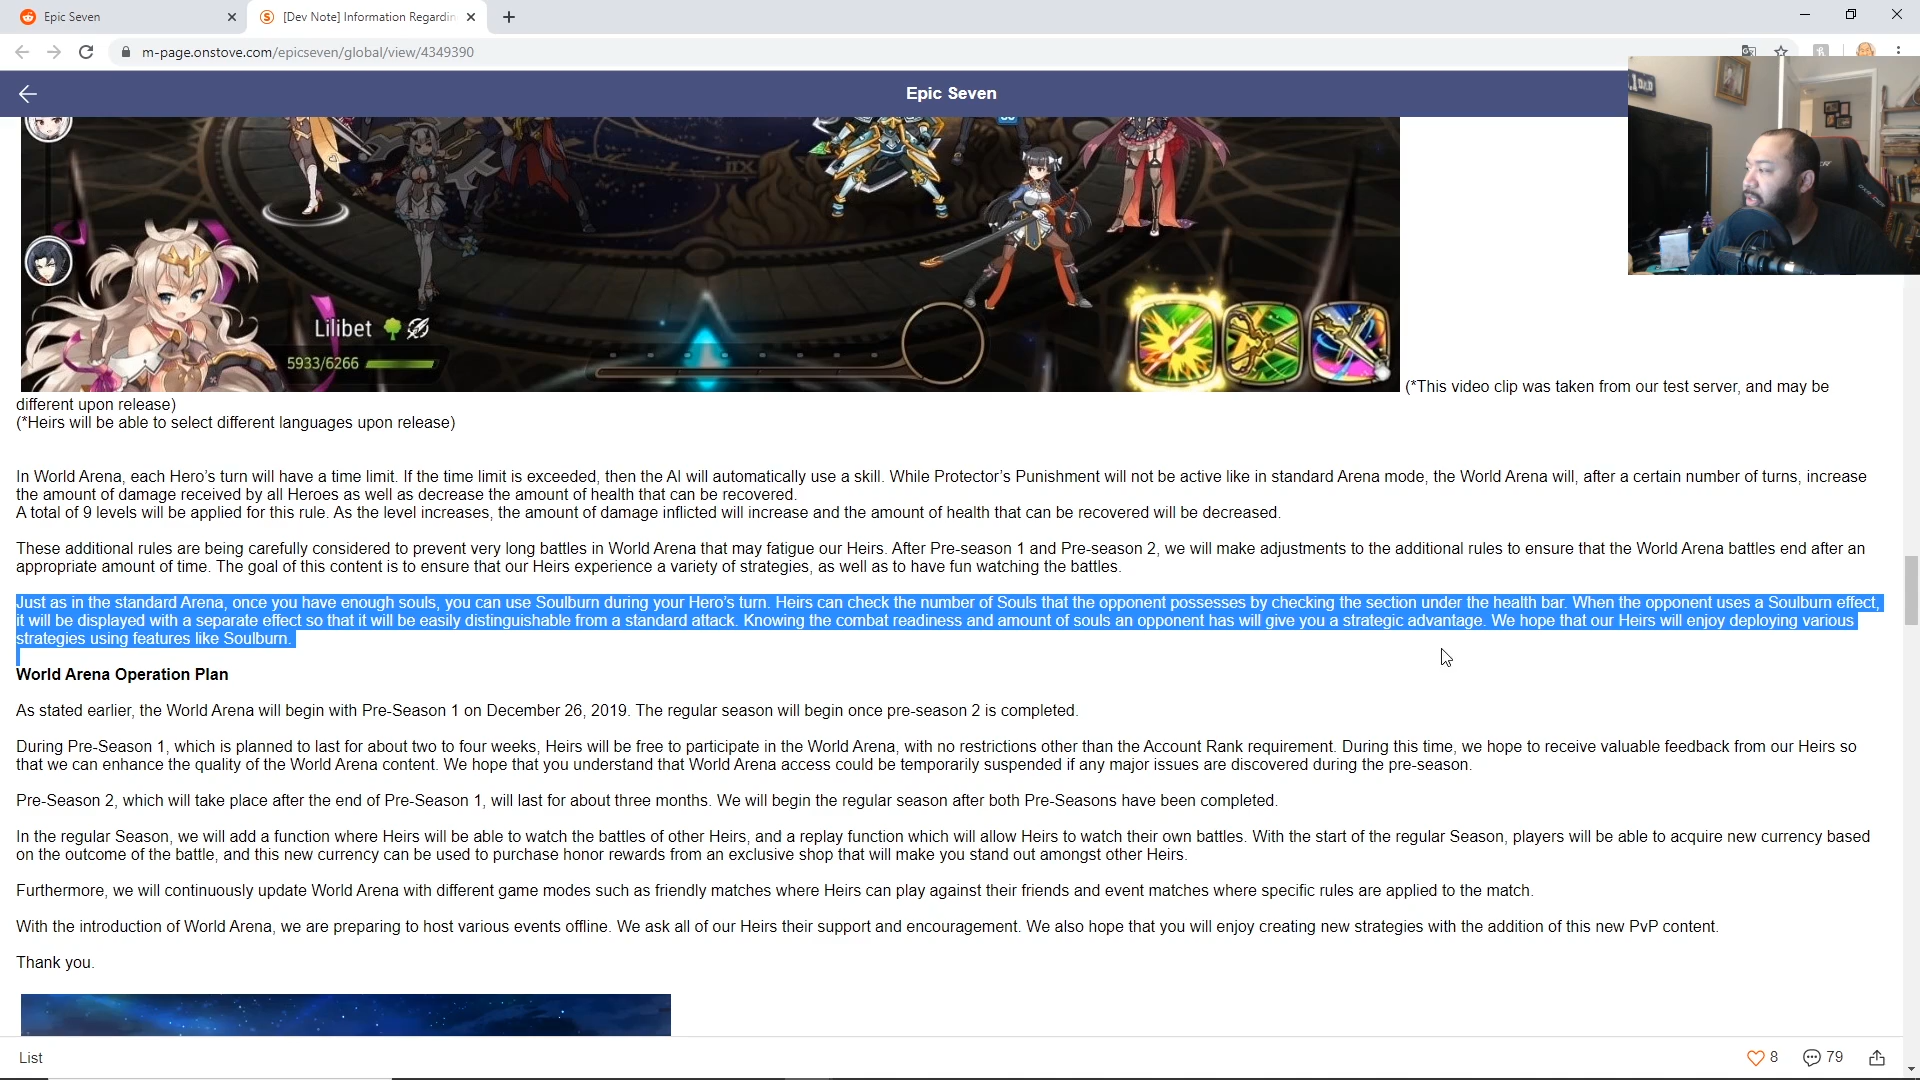 Epic Seven
[Dev Note] Information Regardin
m-page.onstove.com/epicseven/global/view/4349390
Epic Seven
Lilibet
5933/6266
(*This video clip was taken from our test server, and may be
different upon release)
(*Heirs will be able to select different languages upon release)
In World Arena, each Hero's turn will have a time limit. If the time limit is exceeded, then the AI will automatically use a skill. While Protector's Punishment will not be active like in standard Arena mode, the World Arena will, after a certain number of turns, increase
the amount of damage received by all Heroes as well as decrease the amount of health that can be recovered.
A total of 9 levels will be applied for this rule. As the level increases, the amount of damage inflicted will increase and the amount of health that can be recovered will be decreased.
These additional rules are being carefully considered to prevent very long battles in World Arena that may fatigue our Heirs. After Pre-season 1 and Pre-season 2, we will make adjustments to the additional rules to ensure that the World Arena battles end after an
appropriate amount of time. The goal of this content is to ensure that our Heirs experience a variety of strategies, as well as to have fun watching the battles.
Just as in the standard Arena, once you have enough souls, you can use Soulburn during your Hero's turn. Heirs can check the number of Souls that the opponent possesses by checking the section under the health bar. When the opponent uses a Soulburn effect,
it will be displayed with a separate effect so that it will be easily distinguishable from a standard attack. Knowing the combat readiness and amount of souls an opponent has will give you a strategic advantage. We hope that our Heirs will enjoy deploying various
strategies using features like Soulburn.
World Arena Operation Plan
As stated earlier, the World Arena will begin with Pre-Season 1 on December 26, 2019. The regular season will begin once pre-season 2 is completed.
During Pre-Season 1, which is planned to last for about two to four weeks, Heirs will be free to participate in the World Arena, with no restrictions other than the Account Rank requirement. During this time, we hope to receive valuable feedback from our Heirs so
that we can enhance the quality of the World Arena content. We hope that you understand that World Arena access could be temporarily suspended if any major issues are discovered during the pre-season.
Pre-Season 2, which will take place after the end of Pre-Season 1, will last for about three months. We will begin the regular season after both Pre-Seasons have been completed.
In the regular Season, we will add a function where Heirs will be able to watch the battles of other Heirs, and a replay function which will allow Heirs to watch their own battles. With the start of the regular Season, players will be able to acquire new currency based
on the outcome of the battle, and this new currency can be used to purchase honor rewards from an exclusive shop that will make you stand out amongst other Heirs.
Furthermore, we will continuously update World Arena with different game modes such as friendly matches where Heirs can play against their friends and event matches where specific rules are applied to the match.
With the introduction of World Arena, we are preparing to host various events offline. We ask all of our Heirs their support and encouragement. We also hope that you will enjoy creating new strategies with the addition of this new PvP content.
Thank you.
List
8
79